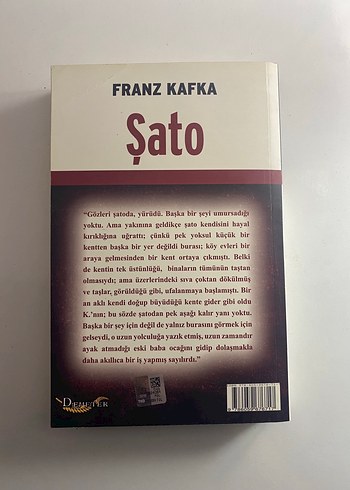 FRANZ KAFKA
Şato
“Gözleri şatoda, yürüdü. Başka bir şeyi umursadığı
yoktu. Ama yakınına geldikçe şato kendisini hayal
kırıklığına uğrattı; çünkü pek yoksul küçük bir
kentten başka bir yer değildi burası; köy evleri bir
araya gelmesinden bir kent ortaya çıkmıştı. Belki
de kentin tek üstünlüğü, binaların tümünün taştan
olmasıydı; ama üzerlerindeki sıva çoktan dökülmüş
ve taşlar, görüldüğü gibi, ufalanmaya başlamıştı. Bir
an aklı kendi doğup büyüdüğü kente gider gibi oldu
K.’nın; bu sözde şatodan pek aşağı kalır yanı yoktu.
Başka bir şey için değil de yalnız burasını görmek için
gelseydi, o uzun yolculuğa yazık etmiş, uzun zamandır
ayak atmadığı eski baba ocağını gidip dolaşmakla
daha akıllıca bir iş yapmış sayılırdı.”
DEMETER